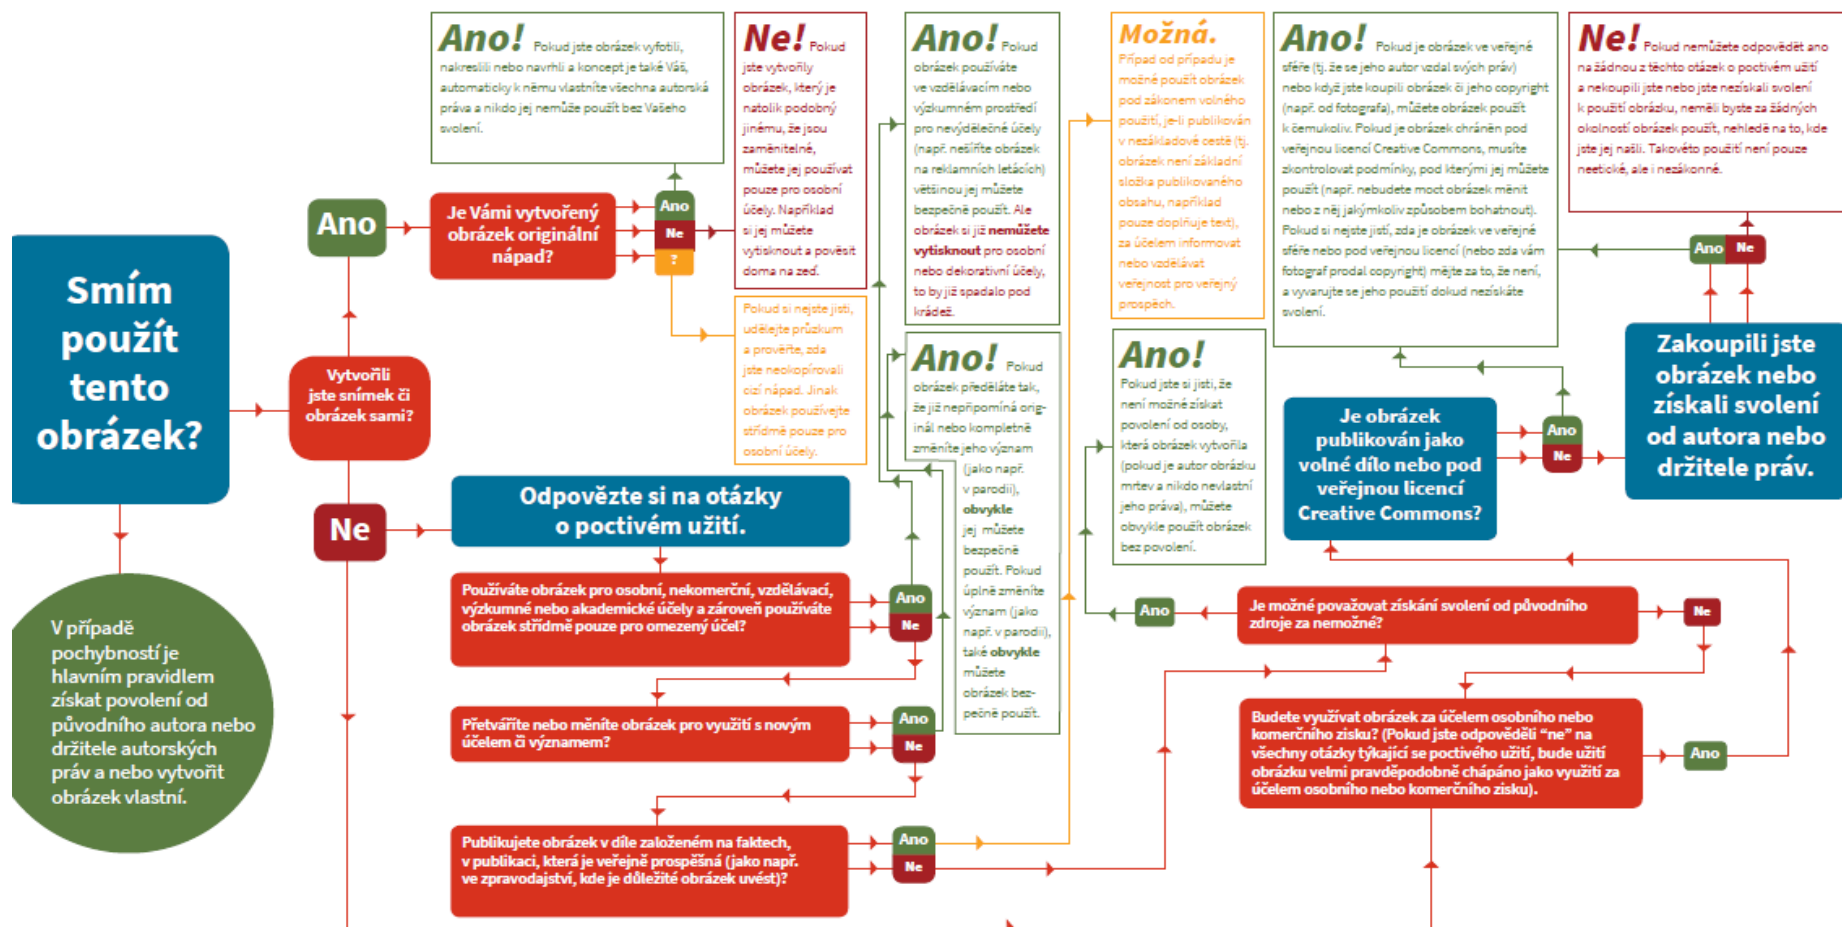 Smím
použít
tento
obrázek?
V případě
pochybností je
hlavním pravidlem
získat povolení od
původního autora nebo
držitele autorských
práv a nebo vytvořit
obrázek vlastní.
Vytvořili
jste snímek či
obrázek sami?
Ano
Je Vámi vytvořený
obrázek originální
nápad?
Ano
Ne
?
Ano! Pokud jste obrázek vyfotili,
nakreslili nebo navrhli a koncept je také Váš,
automaticky k němu vlastníte všechna autorská
práva a nikdo jej nemůže použít bez Vašeho
svolení.
Ne! Pokud
jste vytvořily
obrázek, který je
natolik podobný
jinému, že jsou
zaměnitelné,
můžete jej používat
pouze pro osobní
účely. Například
si jej můžete
vytisknout a pověsit
doma na zeď.
Pokud si nejste jisti,
udělejte průzkum
a prověřte, zda
jste neokopírovali
cizí nápad. Jinak
obrázek používejte
střídmě pouze pro
osobní účely.
Ne
Odpovězte si na otázky
o poctivém užití.
Používáte obrázek pro osobní, nekomerční, vzdělávací,
výzkumné nebo akademické účely a zároveň používáte
obrázek střídmě pouze pro omezený účel?
Ano
Ne
Přetváříte nebo měníte obrázek pro využití s novým
účelem či významem?
Ano
Ne
Publikujete obrázek v díle založeném na faktech,
v publikaci, která je veřejně prospěšná (jako např.
ve zpravodajství, kde je důležité obrázek uvést)?
Ano
Ne
Ano! Pokud
obrázek používáte
ve vzdělávacím nebo
výzkumném prostředí
pro nevýdělečné účely
(např. nešíříte obrázek
na reklamních letácích)
většinou jej můžete
bezpečně použít. Ale
obrázek si již nemůžete
vytisknout pro osobní
nebo dekorativní účely,
to by již spadalo pod
krádež.
Ano! Pokud
obrázek předěláte tak,
že již nepřipomíná orig-
inál nebo kompletně
změníte jeho význam
(jako např.
v parodii),
obvykle
jej můžete
bezpečně
použít. Pokud
úplně změníte
význam (jako
např. v parodii),
také obvykle
můžete
obrázek bez-
pečně použít.
Možná.
Případ od případu je
možné použít obrázek
pod zákonem volného
použití, je-li publikován
v nezákladové cestě (tj.
obrázek není základní
složka publikovaného
obsahu, například
pouze doplňuje text),
za účelem informovat
nebo vzdělávat
veřejnost pro veřejný
prospěch.
Ano!
Pokud jste si jisti, že
není možné získat
povolení od osoby,
která obrázek vytvořila
(pokud je autor obrázku
mrtev a nikdo nevlastní
jeho práva), můžete
obvykle použít obrázek
bez povolení.
Ano
Je možné považovat získání svolení od původního
zdroje za nemožné?
Ne
Budete využívat obrázek za účelem osobního nebo
komerčního zisku? (Pokud jste odpověděli “ne” na
všechny otázky týkající se poctivého užití, bude užití
obrázku velmi pravděpodobně chápáno jako využití za
účelem osobního nebo komerčního zisku).
Ano
Je obrázek
publikován jako
volné dílo nebo pod
veřejnou licencí
Creative Commons?
Ano
Ne
Ano! Pokud je obrázek ve veřejné
sféře (tj. že se jeho autor vzdal svých práv)
nebo když jste koupili obrázek či jeho copyright
(např. od fotografa), můžete obrázek použít
k čemukoliv. Pokud je obrázek chráněn pod
veřejnou licencí Creative Commons, musíte
zkontrolovat podmínky, pod kterými jej můžete
použít (např. nebudete moct obrázek měnit
nebo z něj jakýmkoliv způsobem bohatnout).
Pokud si nejste jistí, zda je obrázek ve veřejné
sféře nebo pod veřejnou licencí (nebo zda vám
fotograf prodal copyright) mějte za to, že není,
a vyvarujte se jeho použití dokud nezískáte
svolení.
Zakoupili jste
obrázek nebo
získali svolení
od autora nebo
držitele práv.
Ano
Ne
Ne! Pokud nemůžete odpovědět ano
na žádnou z těchto otázek o poctivém užití
a nekoupili jste nebo jste nezískali svolení
k použití obrázku, neměli byste za žádných
okolností obrázek použít, nehledě na to, kde
jste jej našli. Takovéto použití není pouze
neetické, ale i nezákonné.